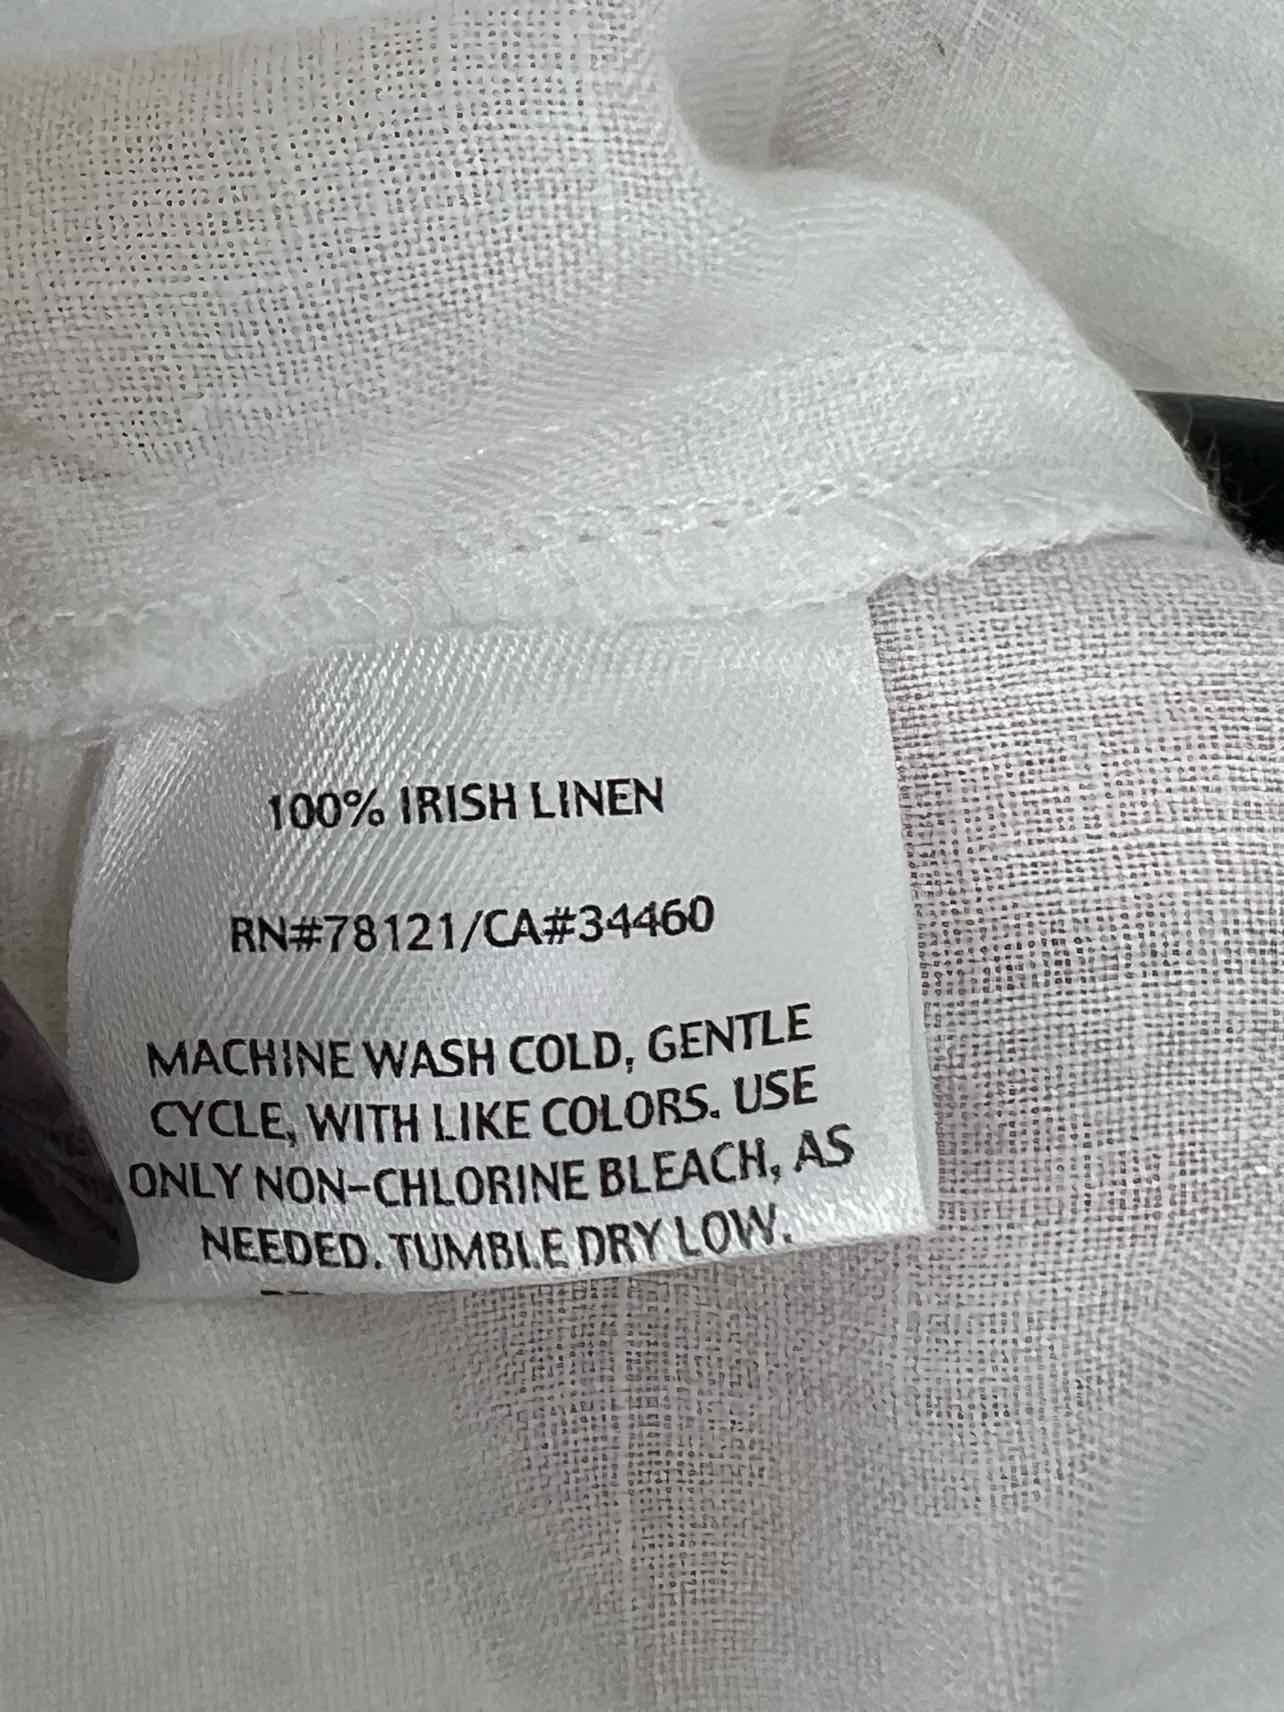 100% IRISH LINEN
RN#78121/CA#34460
MACHINE WASH COLD, GENTLE
CYCLE, WITH LIKE COLORS. USE
ONLY NON-CHLORINE BLEACH, AS
NEEDED. TUMBLE DRY LOW.